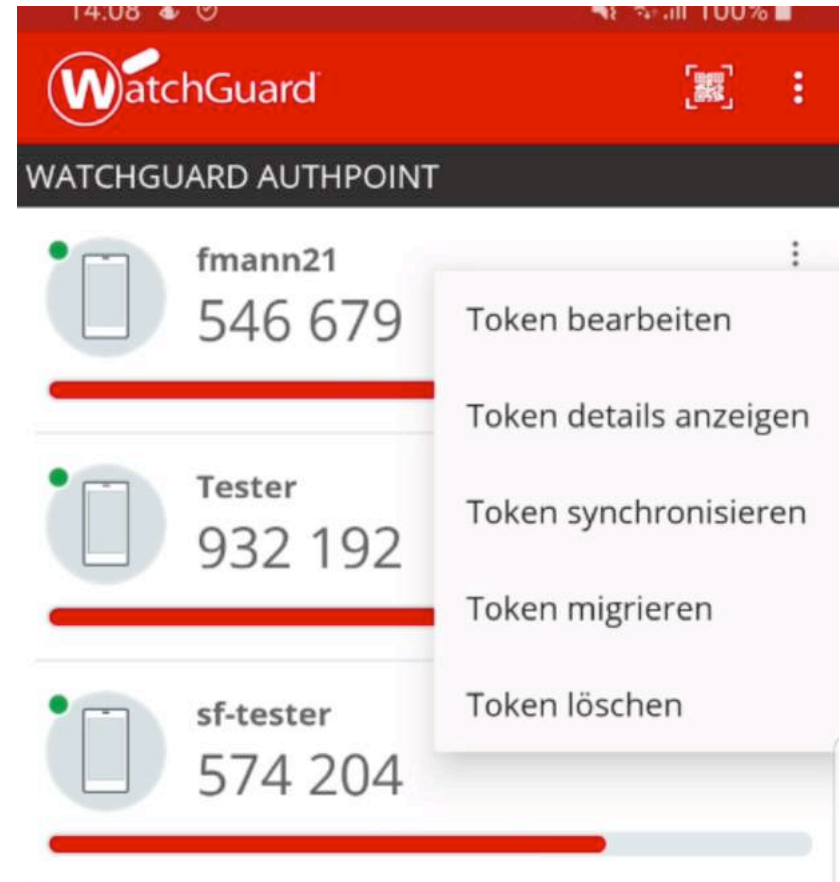 14:08 100%
WatchGuard
WATCHGUARD AUTHPOINT
fmann21
546 679
Token bearbeiten
Token details anzeigen
Tester
932 192
Token synchronisieren
Token migrieren
sf-tester
574 204
Token löschen